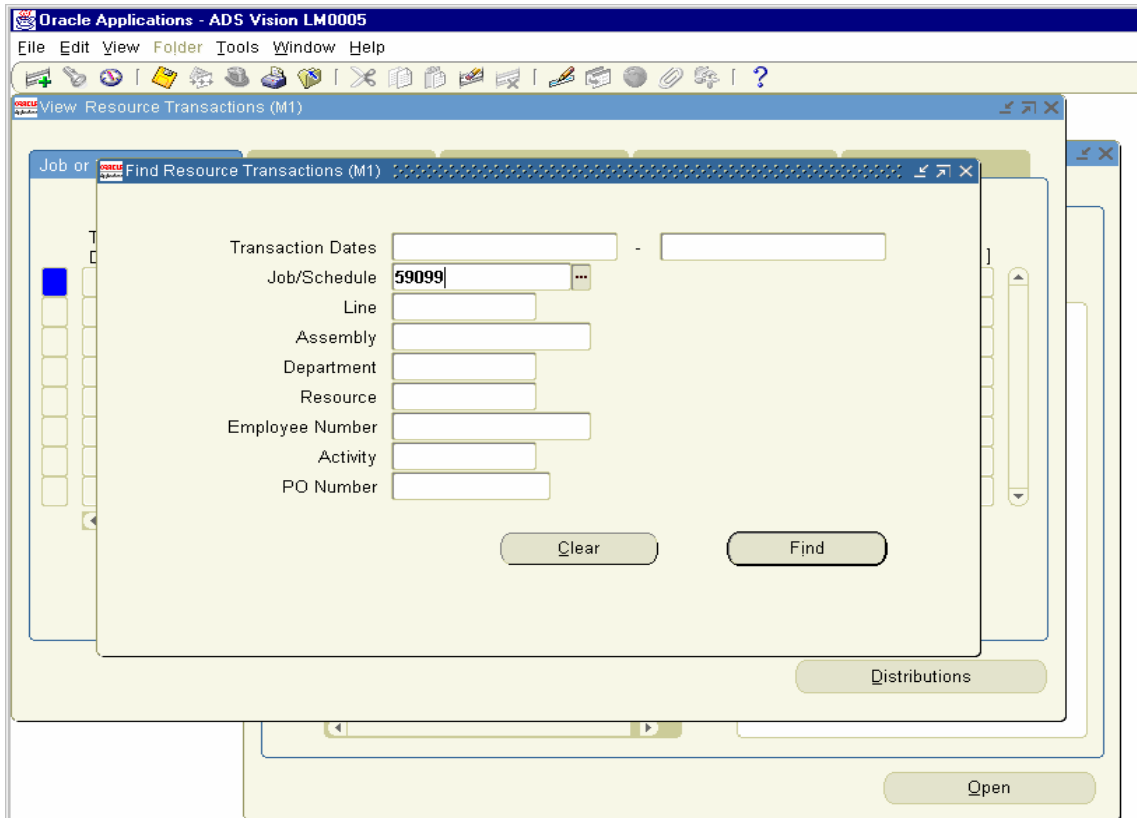 Oracle Applications - ADS Vision LM0005
File Edit View Folder Tools Window Help
View Resource Transactions (M1)
Job or
Find Resource Transactions (M1)
T
D
]
Transaction Dates -
Job/Schedule 59099
Line
Assembly
Department
Resource
Employee Number
Activity
PO Number
Clear Find
Distributions
Open